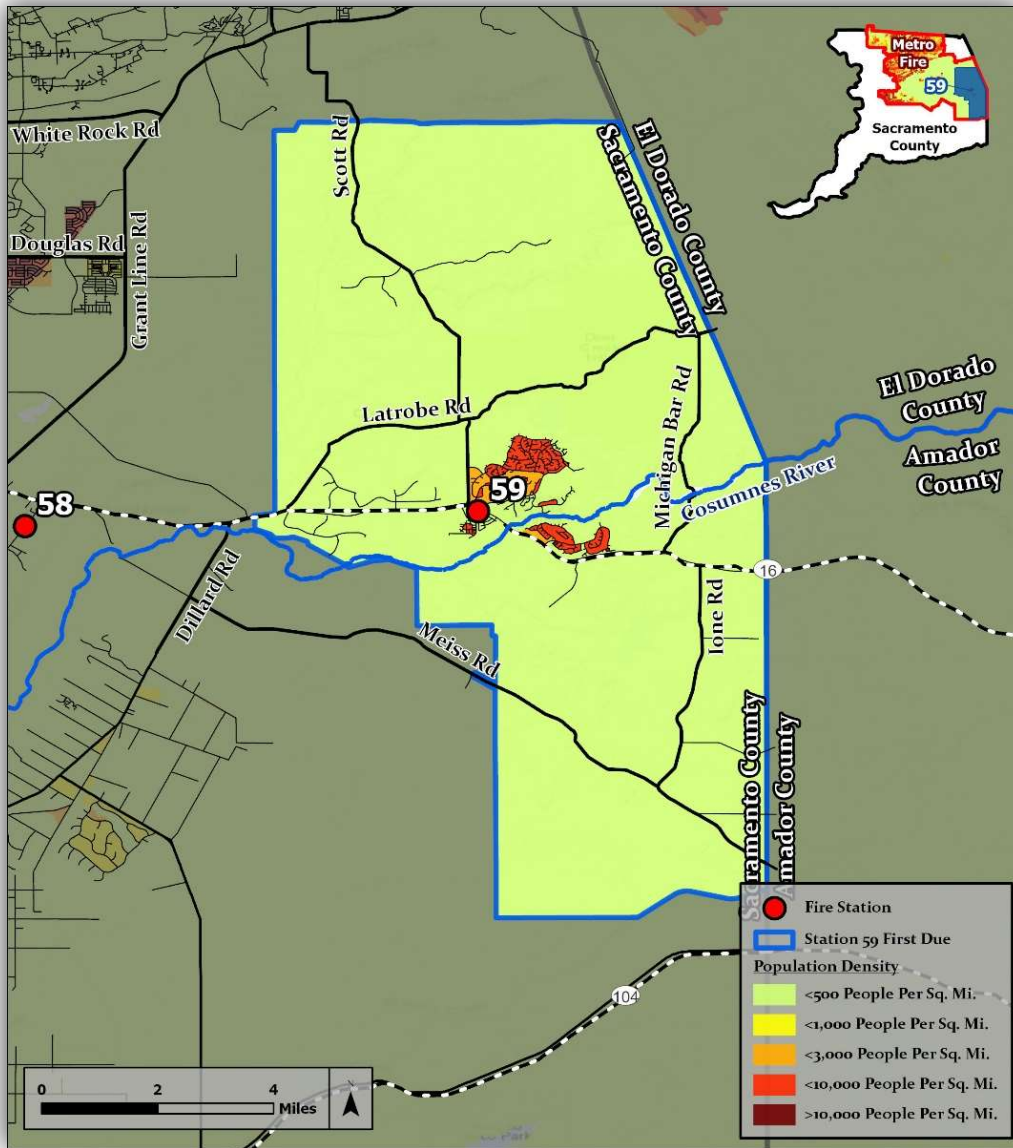 White Rock Rd
Scott Rd
El Dorado County
Sacramento County
Metro
Fire
59
Sacramento
County
Douglas Rd
Grant Line Rd
Latrobe Rd
Michigan Bar Rd
El Dorado
County
Amador
County
Cosumnes River
58
59
16
Dillard Rd
Meiss Rd
Ione Rd
Sacramento County
Amador County
104
0 2 4
Miles
N
Fire Station
Station 59 First Due
Population Density
<500 People Per Sq. Mi.
<1,000 People Per Sq. Mi.
<3,000 People Per Sq. Mi.
<10,000 People Per Sq. Mi.
>10,000 People Per Sq. Mi.